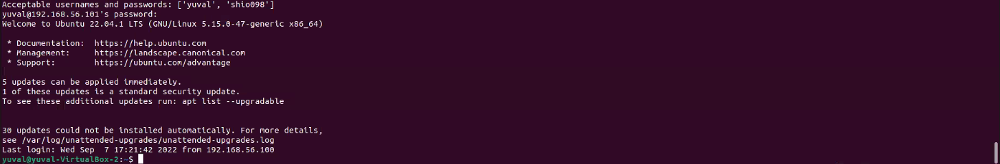 Acceptable usernames and passwords: ['yuval', 'shio098']
yuval@192.168.56.101's password:
Welcome to Ubuntu 22.04.1 LTS (GNU/Linux 5.15.0-47-generic x86_64)
* Documentation:  https://help.ubuntu.com
* Management:     https://landscape.canonical.com
* Support:        https://ubuntu.com/advantage
5 updates can be applied immediately.
1 of these updates is a standard security update.
To see these additional updates run: apt list --upgradable
30 updates could not be installed automatically. For more details,
see /var/log/unattended-upgrades/unattended-upgrades.log
Last login: Wed Sep  7 17:21:42 2022 from 192.168.56.100
yuval@yuval-VirtualBox-2:~$